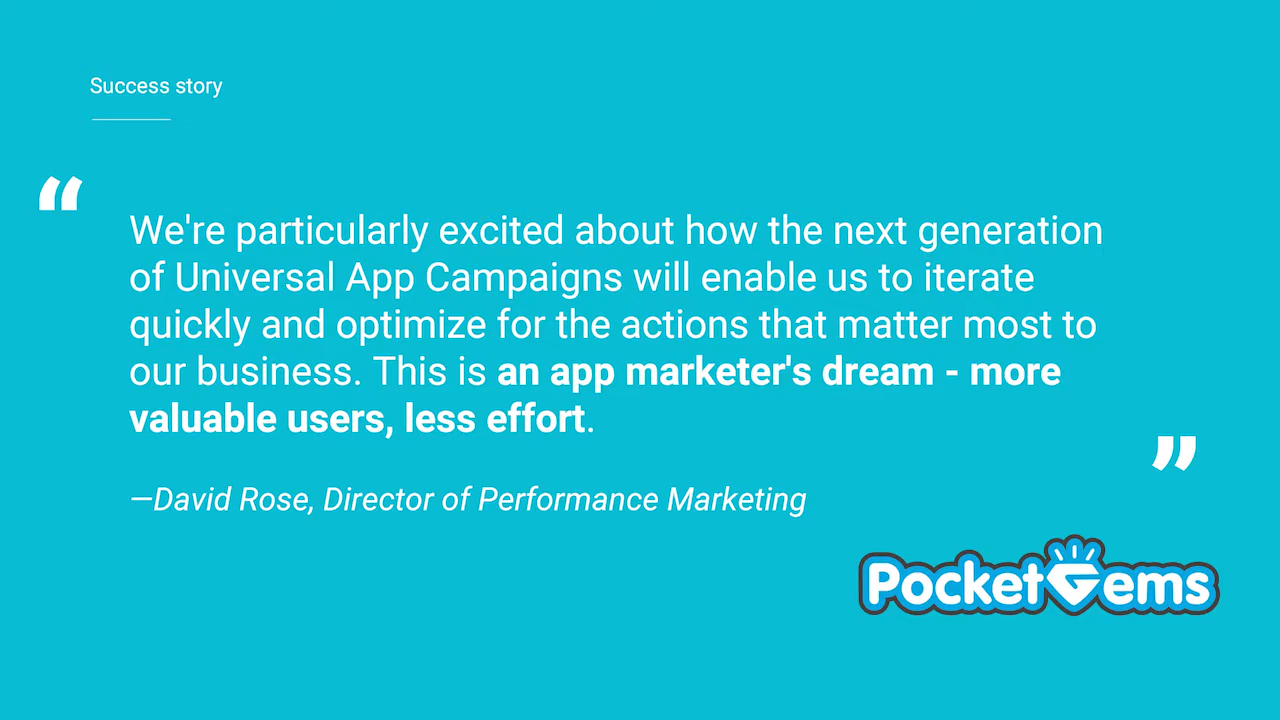 Success story
“
We're particularly excited about how the next generation
of Universal App Campaigns will enable us to iterate
quickly and optimize for the actions that matter most to
our business. This is an app marketer's dream - more
valuable users, less effort.
”
—David Rose, Director of Performance Marketing
PocketGems